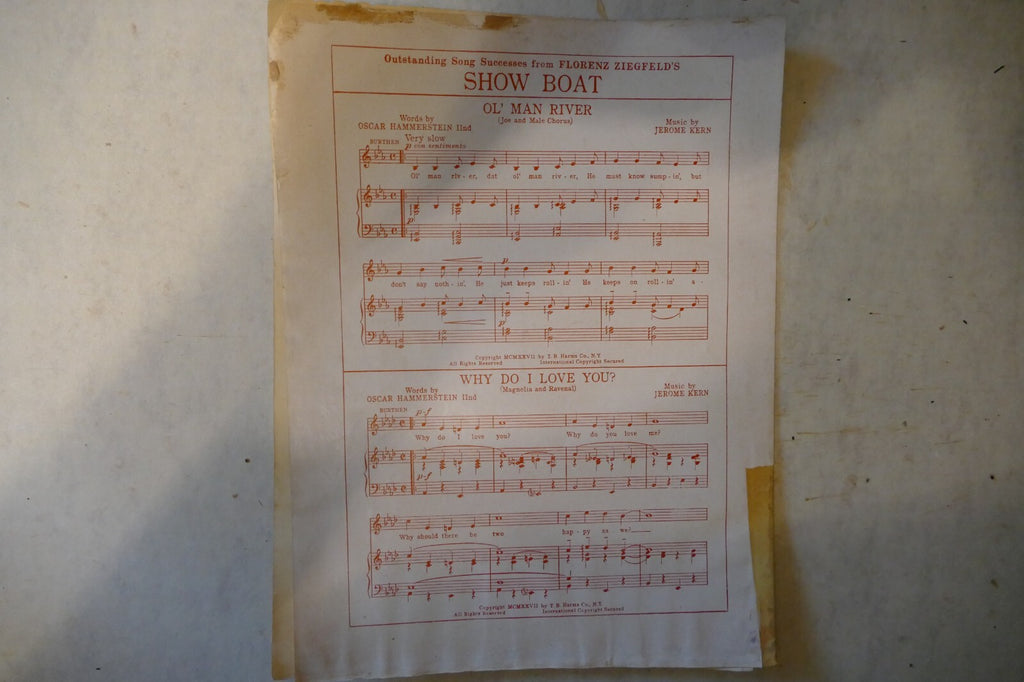 Outstanding Song Successes from FLORENZ ZIEGFELD'S
SHOW BOAT
OL' MAN RIVER
(Joe and Male Chorus)
Words by
OSCAR HAMMERSTEIN IInd
Music by
JEROME KERN
Very slow
BURTHEN p con sentimento
Ol' man riv-er, dat ol' man riv-er, He must know sump-in', but
p
p
don't say noth-in', He just keeps roll-in' He keeps on roll-in' a-
p
Copyright MCMXXVII by T. B. Harms Co., N.Y.
All Rights Reserved International Copyright Secured
WHY DO I LOVE YOU?
(Magnolia and Ravenal)
Words by
OSCAR HAMMERSTEIN IInd
Music by
JEROME KERN
BURTHEN p-f
Why do I love you? Why do you love me?
p-f
Why should there be two hap-py as we?
Copyright MCMXXVII by T. B. Harms Co., N.Y.
All Rights Reserved International Copyright Secured